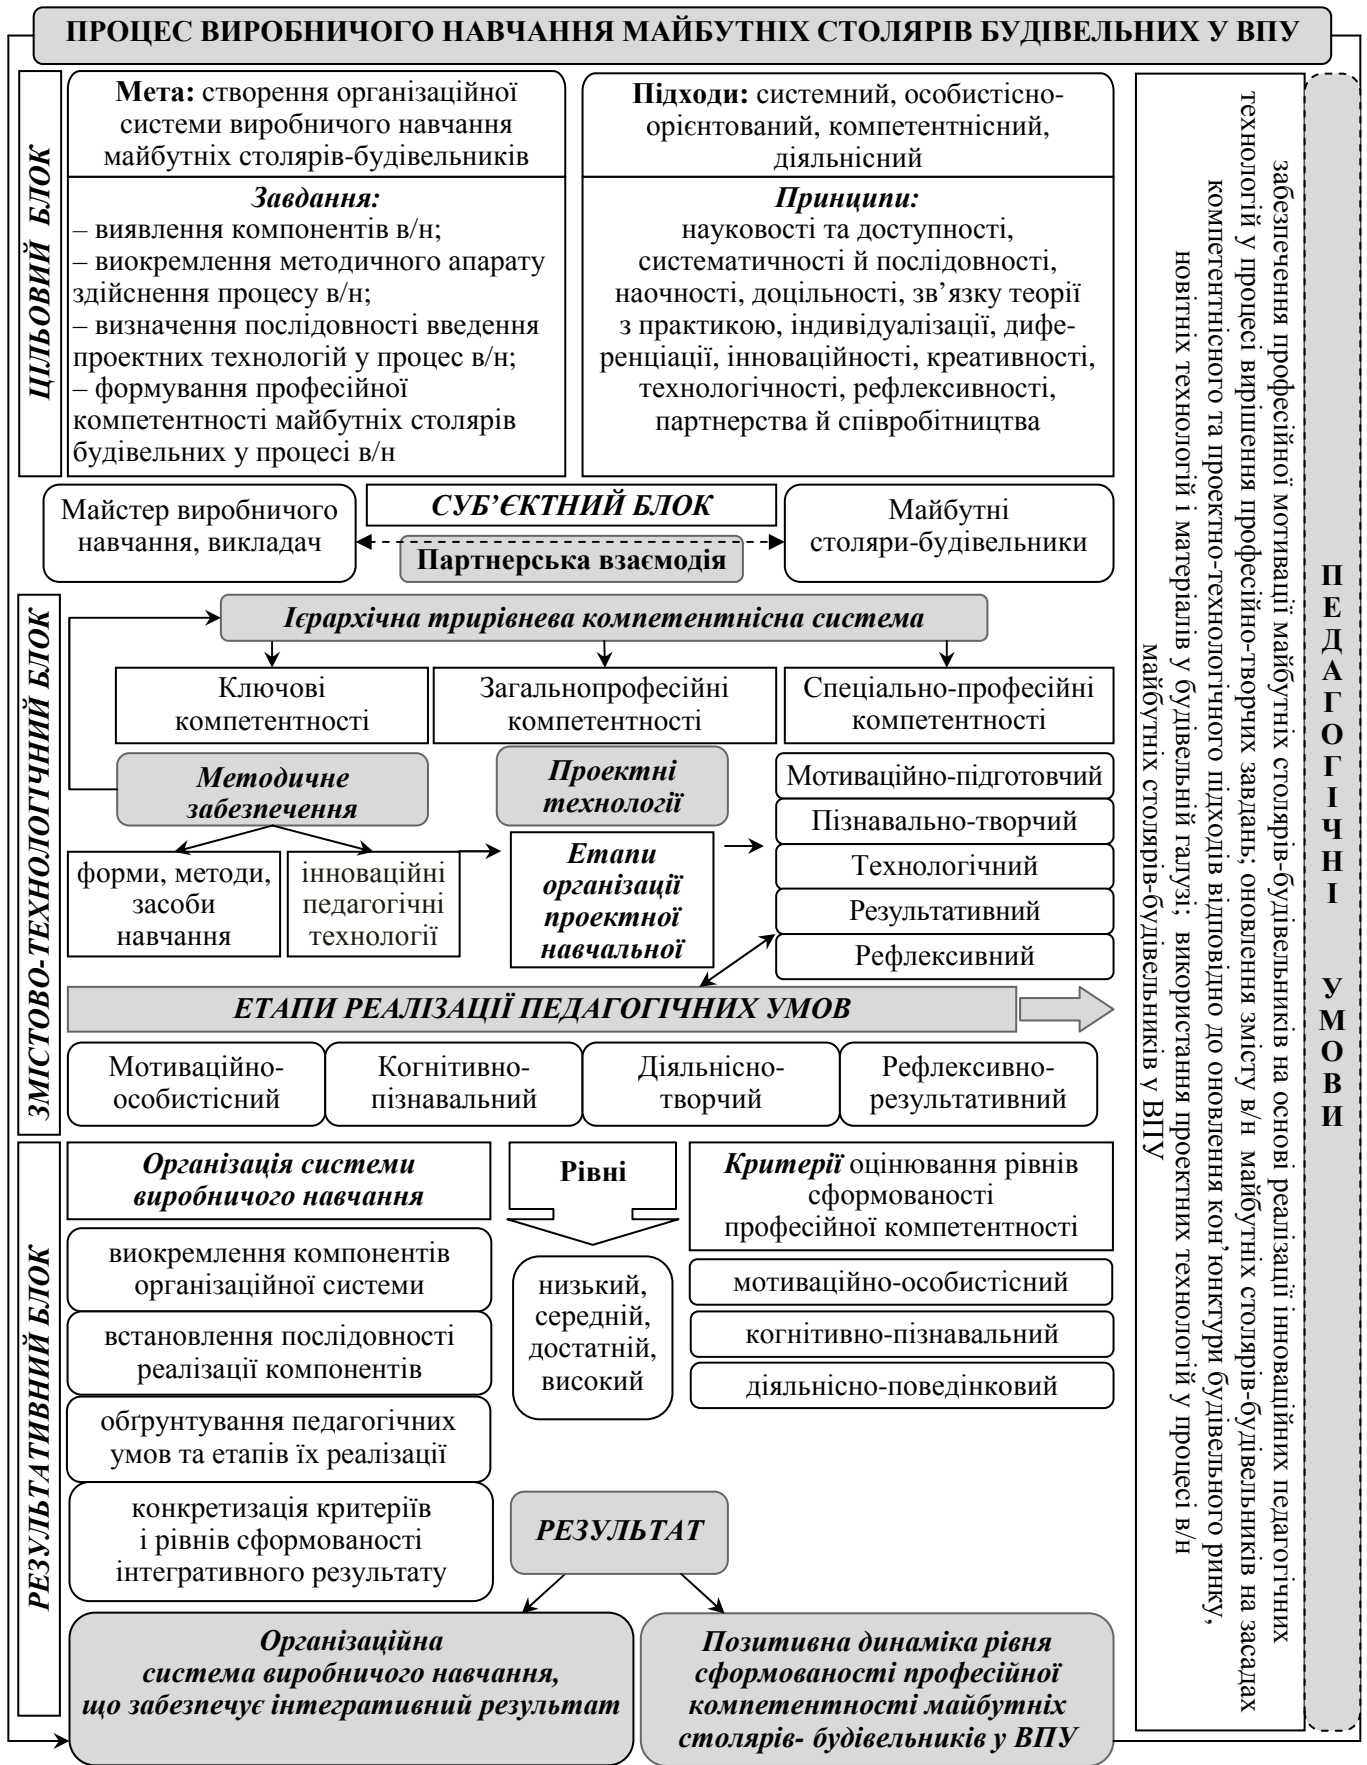 ПРОЦЕС ВИРОБНИЧОГО НАВЧАННЯ МАЙБУТНІХ СТОЛЯРІВ БУДІВЕЛЬНИХ У ВПУ
ЦІЛЬОВИЙ БЛОК
Мета: створення організаційної
системи виробничого навчання
майбутніх столярів-будівельників
Завдання:
– виявлення компонентів в/н;
– виокремлення методичного апарату
здійснення процесу в/н;
– визначення послідовності введення
проектних технологій у процес в/н;
– формування професійної
компетентності майбутніх столярів
будівельних у процесі в/н
Підходи: системний, особистісно-
орієнтований, компетентнісний,
діяльнісний
Принципи:
науковості та доступності,
систематичності й послідовності,
наочності, доцільності, зв’язку теорії
з практикою, індивідуалізації, дифе-
ренціації, інноваційності, креативності,
технологічності, рефлексивності,
партнерства й співробітництва
СУБ’ЄКТНИЙ БЛОК
Майстер виробничого
навчання, викладач
Партнерська взаємодія
Майбутні
столяри-будівельники
ЗМІСТОВО-ТЕХНОЛОГІЧНИЙ БЛОК
Ієрархічна трирівнева компетентнісна система
Ключові
компетентності
Загальнопрофесійні
компетентності
Спеціально-професійні
компетентності
Методичне
забезпечення
Проектні
технології
форми, методи,
засоби
навчання
інноваційні
педагогічні
технології
Етапи
організації
проектної
навчальної
Мотиваційно-підготовчий
Пізнавально-творчий
Технологічний
Результативний
Рефлексивний
ЕТАПИ РЕАЛІЗАЦІЇ ПЕДАГОГІЧНИХ УМОВ
Мотиваційно-
особистісний
Когнітивно-
пізнавальний
Діяльнісно-
творчий
Рефлексивно-
результативний
РЕЗУЛЬТАТИВНИЙ БЛОК
Організація системи
виробничого навчання
виокремлення компонентів
організаційної системи
встановлення послідовності
реалізації компонентів
обґрунтування педагогічних
умов та етапів їх реалізації
конкретизація критеріїв
і рівнів сформованості
інтегративного результату
Рівні
низький,
середній,
достатній,
високий
Критерії оцінювання рівнів
сформованості
професійної компетентності
мотиваційно-особистісний
когнітивно-пізнавальний
діяльнісно-поведінковий
РЕЗУЛЬТАТ
Організаційна
система виробничого навчання,
що забезпечує інтегративний результат
Позитивна динаміка рівня
сформованості професійної
компетентності майбутніх
столярів- будівельників у ВПУ
забезпечення професійної мотивації майбутніх столярів-будівельників на основі реалізації інноваційних педагогічних
технологій у процесі вирішення професійно-творчих завдань; оновлення змісту в/н майбутніх столярів-будівельників на засадах
компетентнісного та проектно-технологічного підходів відповідно до оновлення кон’юнктури будівельного ринку,
новітніх технологій і матеріалів у будівельній галузі; використання проектних технологій у процесі в/н
майбутніх столярів-будівельників у ВПУ
ПЕДАГОГІЧНІ УМОВИ